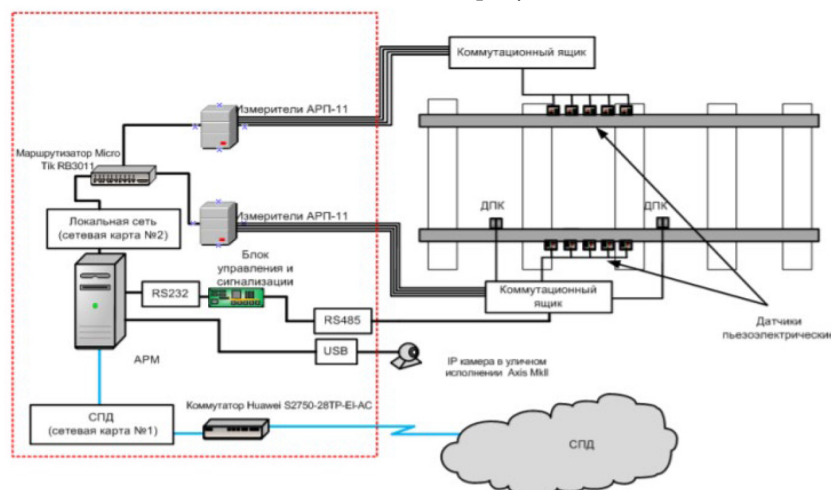 Коммутационный ящик
Измерители АРП-11
Маршрутизатор Micro
Tik RB3011
ДПК
ДПК
Локальная сеть
(сетевая карта №2)
Измерители АРП-11
Блок
управления и
сигнализации
RS232
Коммутационный
ящик
RS485
Датчики
пьезоэлектрические
USB
АРМ
IP камера в уличном
исполнении Axis MkII
Коммутатор Huawei S2750-28TP-EI-AC
СПД
(сетевая карта №1)
СПД